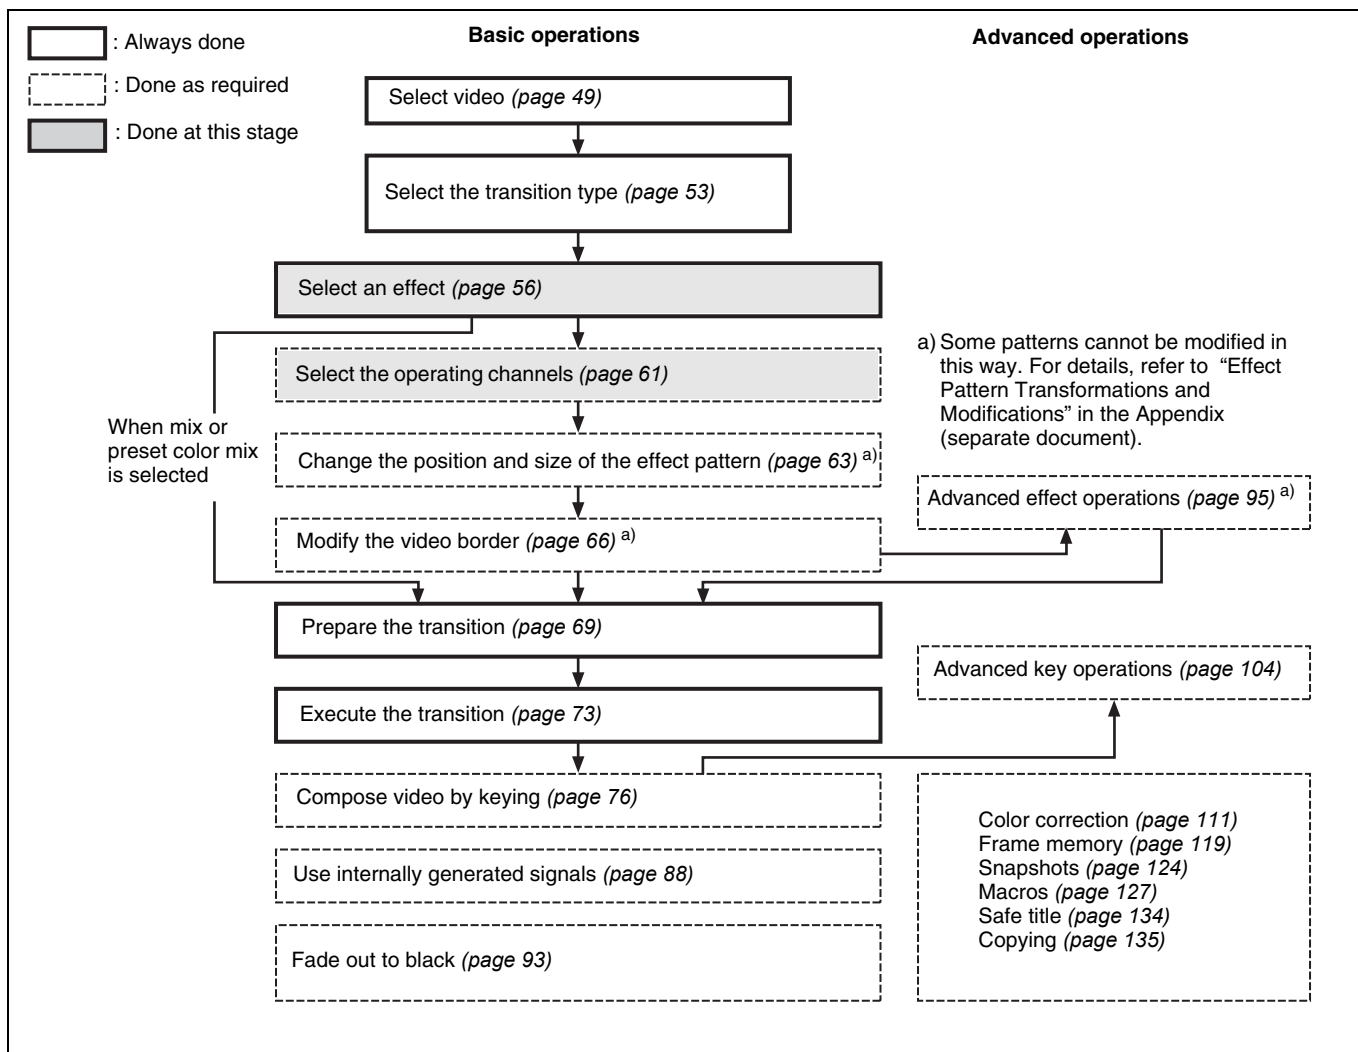 : Always done
: Done as required
: Done at this stage
Basic operations
Advanced operations
Select video (page 49)
Select the transition type (page 53)
Select an effect (page 56)
Select the operating channels (page 61)
When mix or
preset color mix
is selected
Change the position and size of the effect pattern (page 63) a)
Modify the video border (page 66) a)
a) Some patterns cannot be modified in
this way. For details, refer to “Effect
Pattern Transformations and
Modifications” in the Appendix
(separate document).
Advanced effect operations (page 95) a)
Prepare the transition (page 69)
Execute the transition (page 73)
Advanced key operations (page 104)
Compose video by keying (page 76)
Use internally generated signals (page 88)
Fade out to black (page 93)
Color correction (page 111)
Frame memory (page 119)
Snapshots (page 124)
Macros (page 127)
Safe title (page 134)
Copying (page 135)